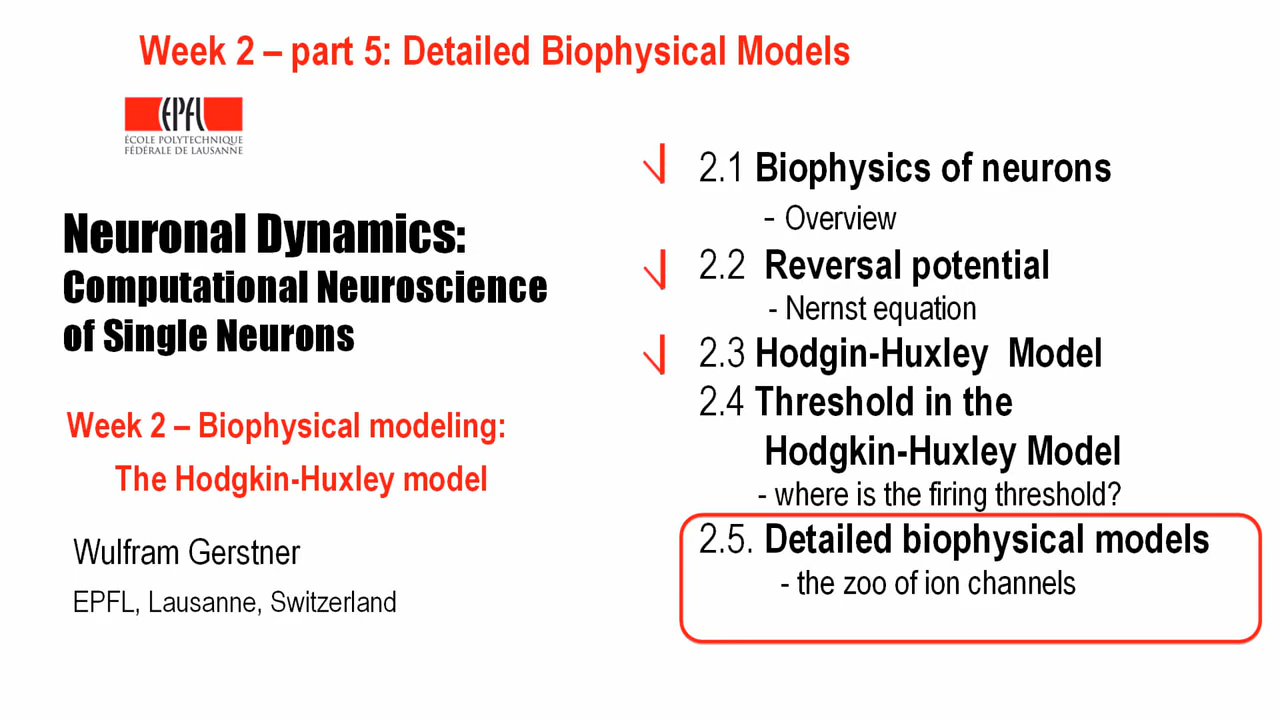 Week 2 – part 5: Detailed Biophysical Models
EPFL
ÉCOLE POLYTECHNIQUE
FÉDÉRALE DE LAUSANNE
Neuronal Dynamics:
Computational Neuroscience
of Single Neurons
Week 2 – Biophysical modeling:
The Hodgkin-Huxley model
Wulfram Gerstner
EPFL, Lausanne, Switzerland
2.1 Biophysics of neurons
- Overview
2.2 Reversal potential
- Nernst equation
2.3 Hodgin-Huxley Model
2.4 Threshold in the
Hodgkin-Huxley Model
- where is the firing threshold?
2.5. Detailed biophysical models
- the zoo of ion channels